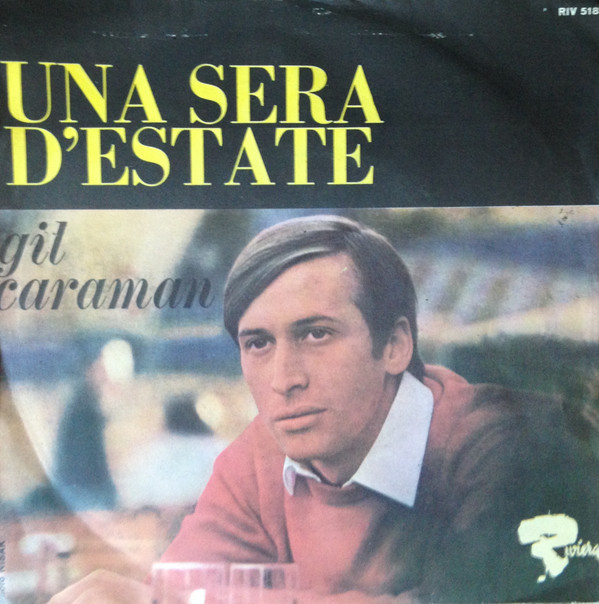 RIV 518
UNA SERA
D'ESTATE
gil
caraman
Riviera